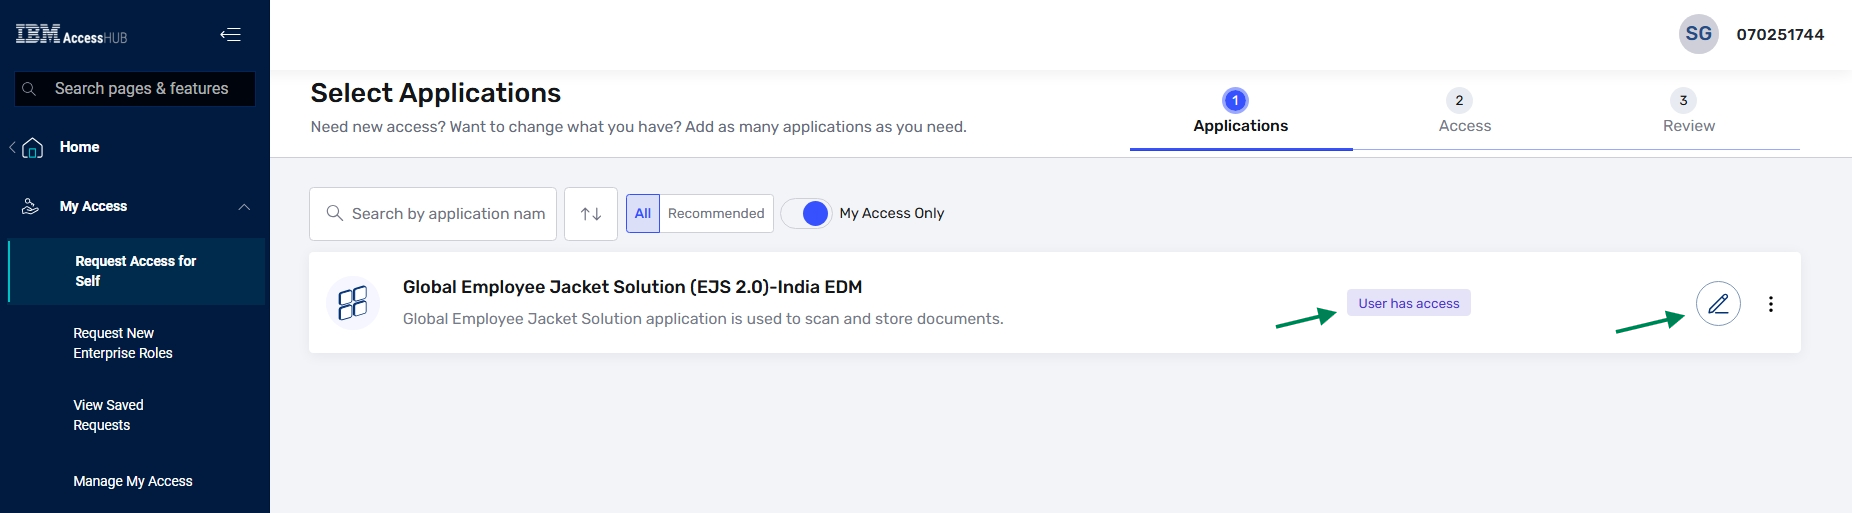 IBM AccessHUB
Search pages & features
Home
My Access
Request Access for
Self
Request New
Enterprise Roles
View Saved
Requests
Manage My Access
SG 070251744
Select Applications
Need new access? Want to change what you have? Add as many applications as you need.
1
Applications
2
Access
3
Review
Search by application nam
All Recommended My Access Only
Global Employee Jacket Solution (EJS 2.0)-India EDM
Global Employee Jacket Solution application is used to scan and store documents.
User has access